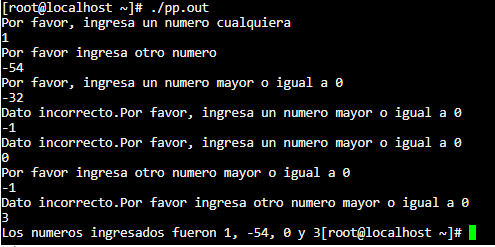 [root@localhost ~]# ./pp.out
Por favor, ingresa un numero cualquiera
1
Por favor ingresa otro numero
-54
Por favor, ingresa un numero mayor o igual a 0
-32
Dato incorrecto.Por favor, ingresa un numero mayor o igual a 0
-1
Dato incorrecto.Por favor, ingresa un numero mayor o igual a 0
0
Por favor ingresa otro numero mayor o igual a 0
-1
Dato incorrecto.Por favor ingresa otro numero mayor o igual a 0
3
Los numeros ingresados fueron 1, -54, 0 y 3[root@localhost ~]#